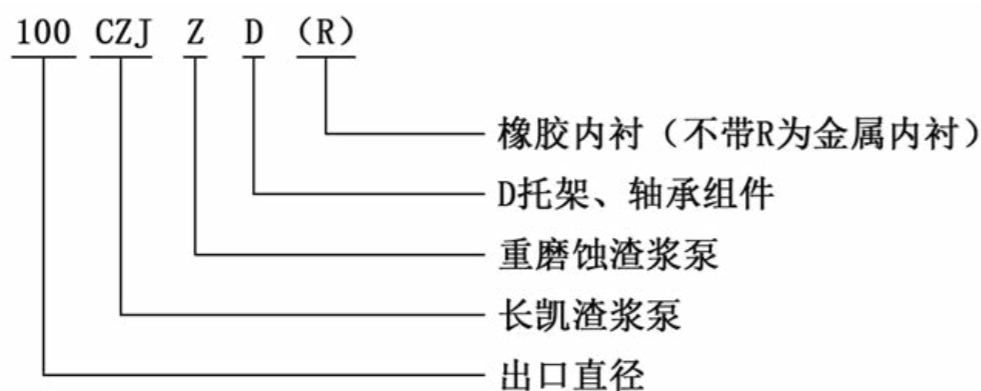 100 CZJ Z D (R)
橡胶内衬（不带R为金属内衬）
D托架、轴承组件
重磨蚀渣浆泵
长凯渣浆泵
出口直径